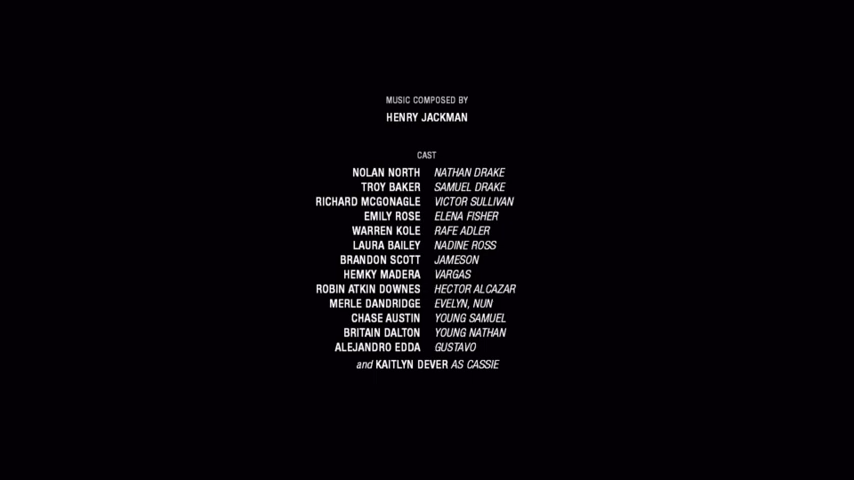 MUSIC COMPOSED BY
HENRY JACKMAN
CAST
NOLAN NORTH NATHAN DRAKE
TROY BAKER SAMUEL DRAKE
RICHARD MCGONAGLE VICTOR SULLIVAN
EMILY ROSE ELENA FISHER
WARREN KOLE RAFE ADLER
LAURA BAILEY NADINE ROSS
BRANDON SCOTT JAMESON
HEMKY MADERA VARGAS
ROBIN ATKIN DOWNES HECTOR ALCAZAR
MERLE DANDRIDGE EVELYN, NUN
CHASE AUSTIN YOUNG SAMUEL
BRITAIN DALTON YOUNG NATHAN
ALEJANDRO EDDA GUSTAVO
and KAITLYN DEVER AS CASSIE